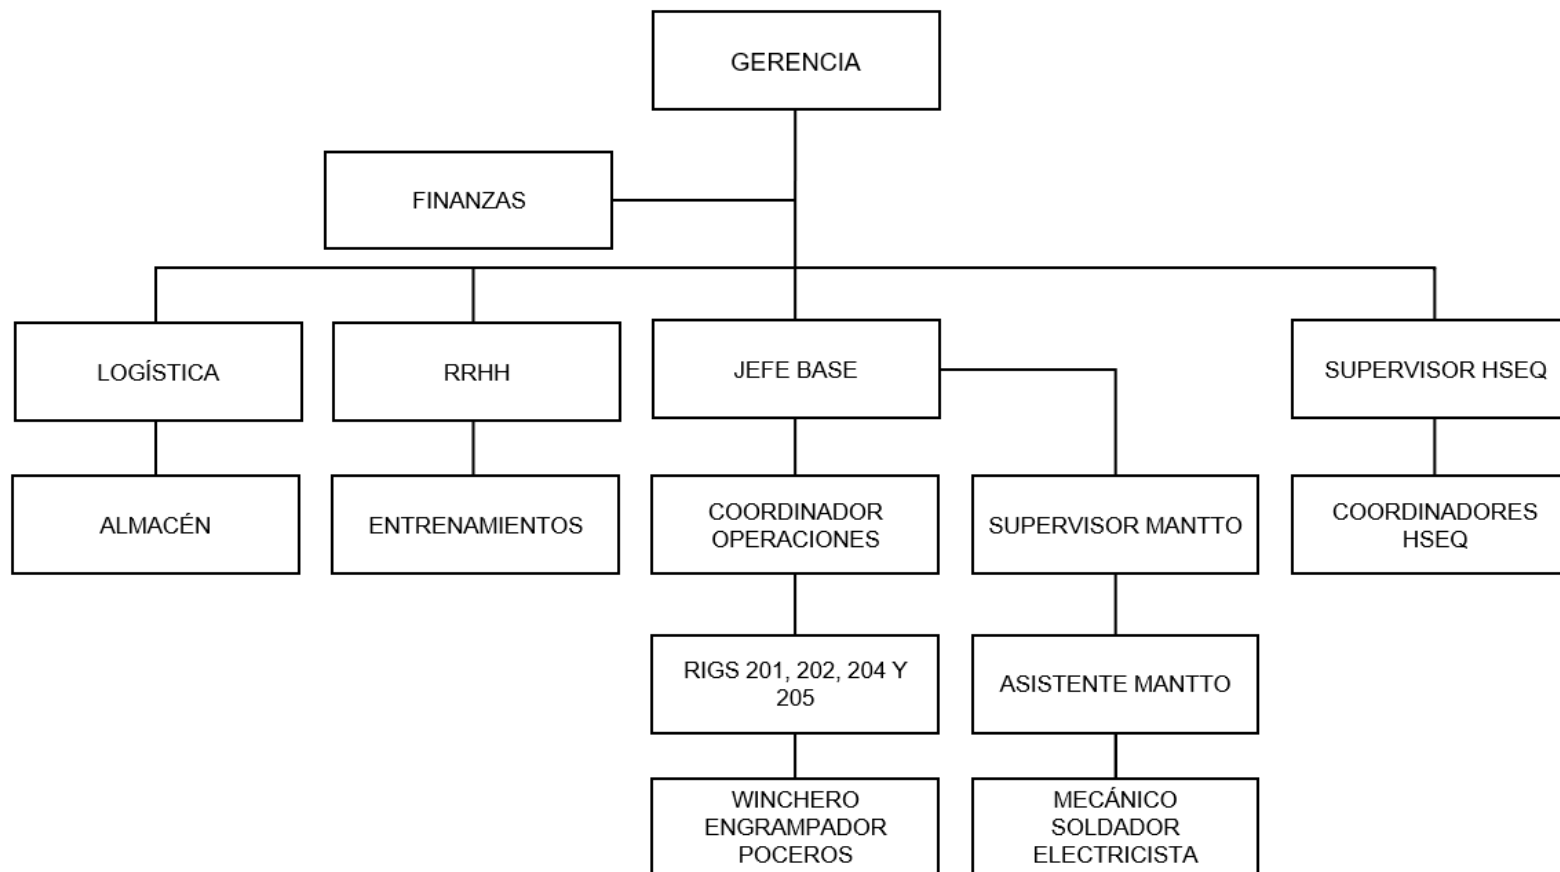 GERENCIA
FINANZAS
LOGÍSTICA
RRHH
JEFE BASE
SUPERVISOR HSEQ
ALMACÉN
ENTRENAMIENTOS
COORDINADOR
OPERACIONES
SUPERVISOR MANTTO
COORDINADORES
HSEQ
RIGS 201, 202, 204 Y
205
ASISTENTE MANTTO
WINCHERO
ENGRAMPADOR
POCEROS
MECÁNICO
SOLDADOR
ELECTRICISTA